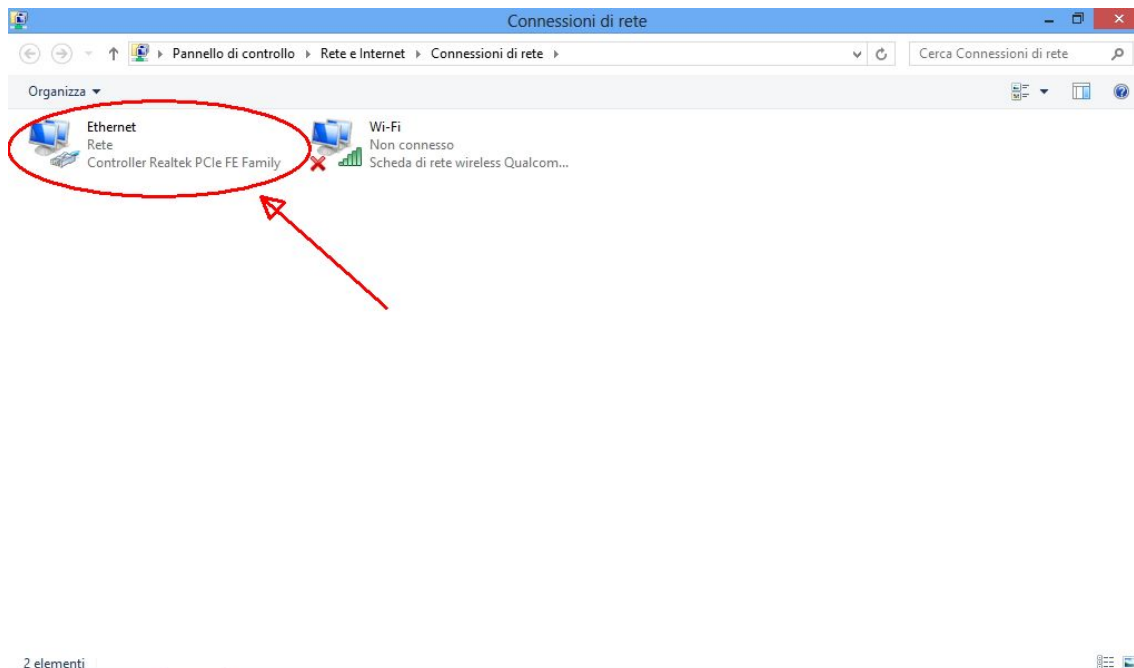 Connessioni di rete
Pannello di controllo Rete e Internet Connessioni di rete
Cerca Connessioni di rete
Organizza
Ethernet
Rete
Controller Realtek PCIe FE Family
Wi-Fi
Non connesso
Scheda di rete wireless Qualcom...
2 elementi